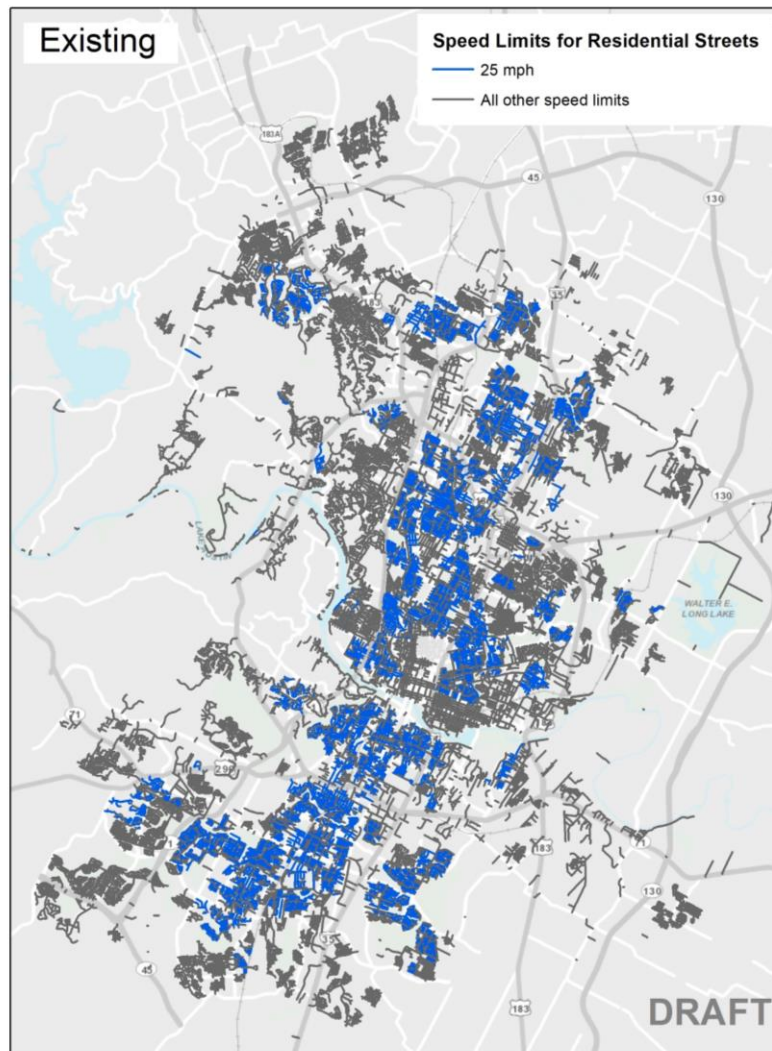 Existing
Speed Limits for Residential Streets
25 mph
All other speed limits
183A
45
130
35
130
WALTER E.
LONG LAKE
71
290
1
183
71
130
35
45
183
DRAFT